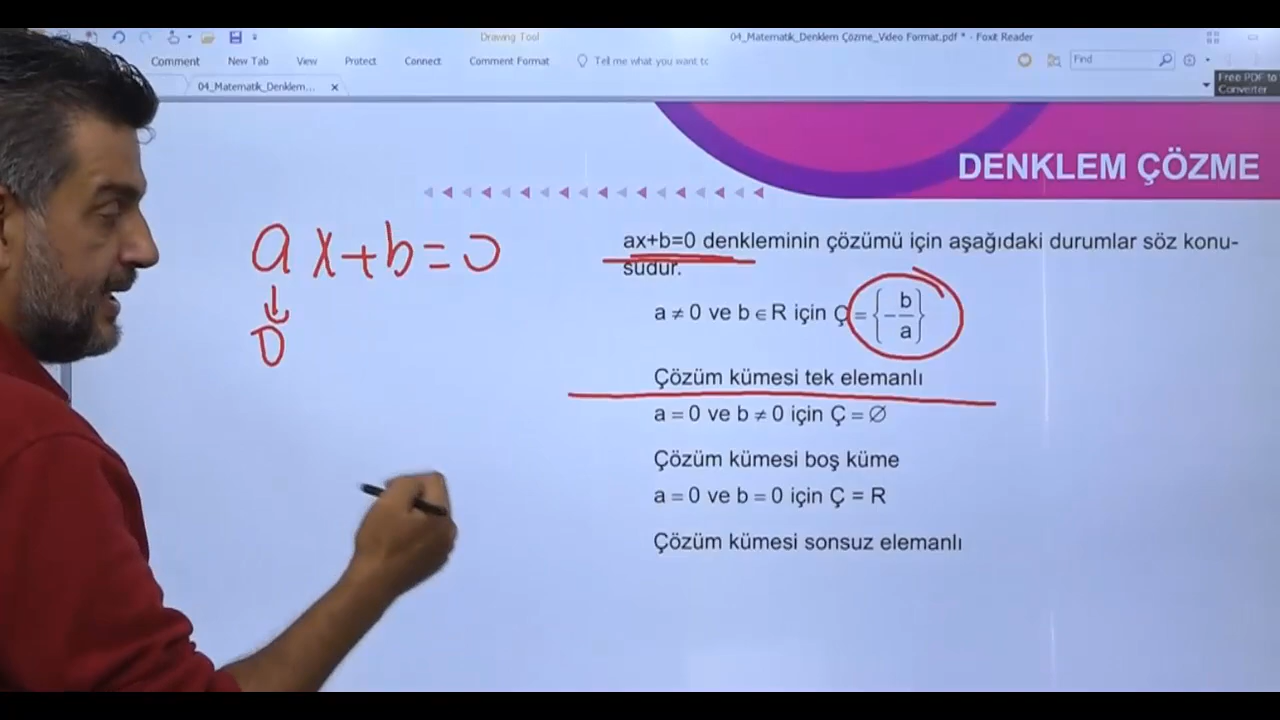 Drawing Tool
04_Matematik_Denklem Çözme_Video Format.pdf * - Foxit Reader
Comment New Tab View Protect Connect Comment Format Tell me what you want to Find
04_Matematik_Denklem... ×
Free PDF to
Converter
DENKLEM ÇÖZME
ax+b=0
↓
0
ax+b=0 denkleminin çözümü için aşağıdaki durumlar söz konu-
sudur.
a ≠ 0 ve b ∈ R için Ç = {-b/a}
Çözüm kümesi tek elemanlı
a = 0 ve b ≠ 0 için Ç = ∅
Çözüm kümesi boş küme
a = 0 ve b = 0 için Ç = R
Çözüm kümesi sonsuz elemanlı